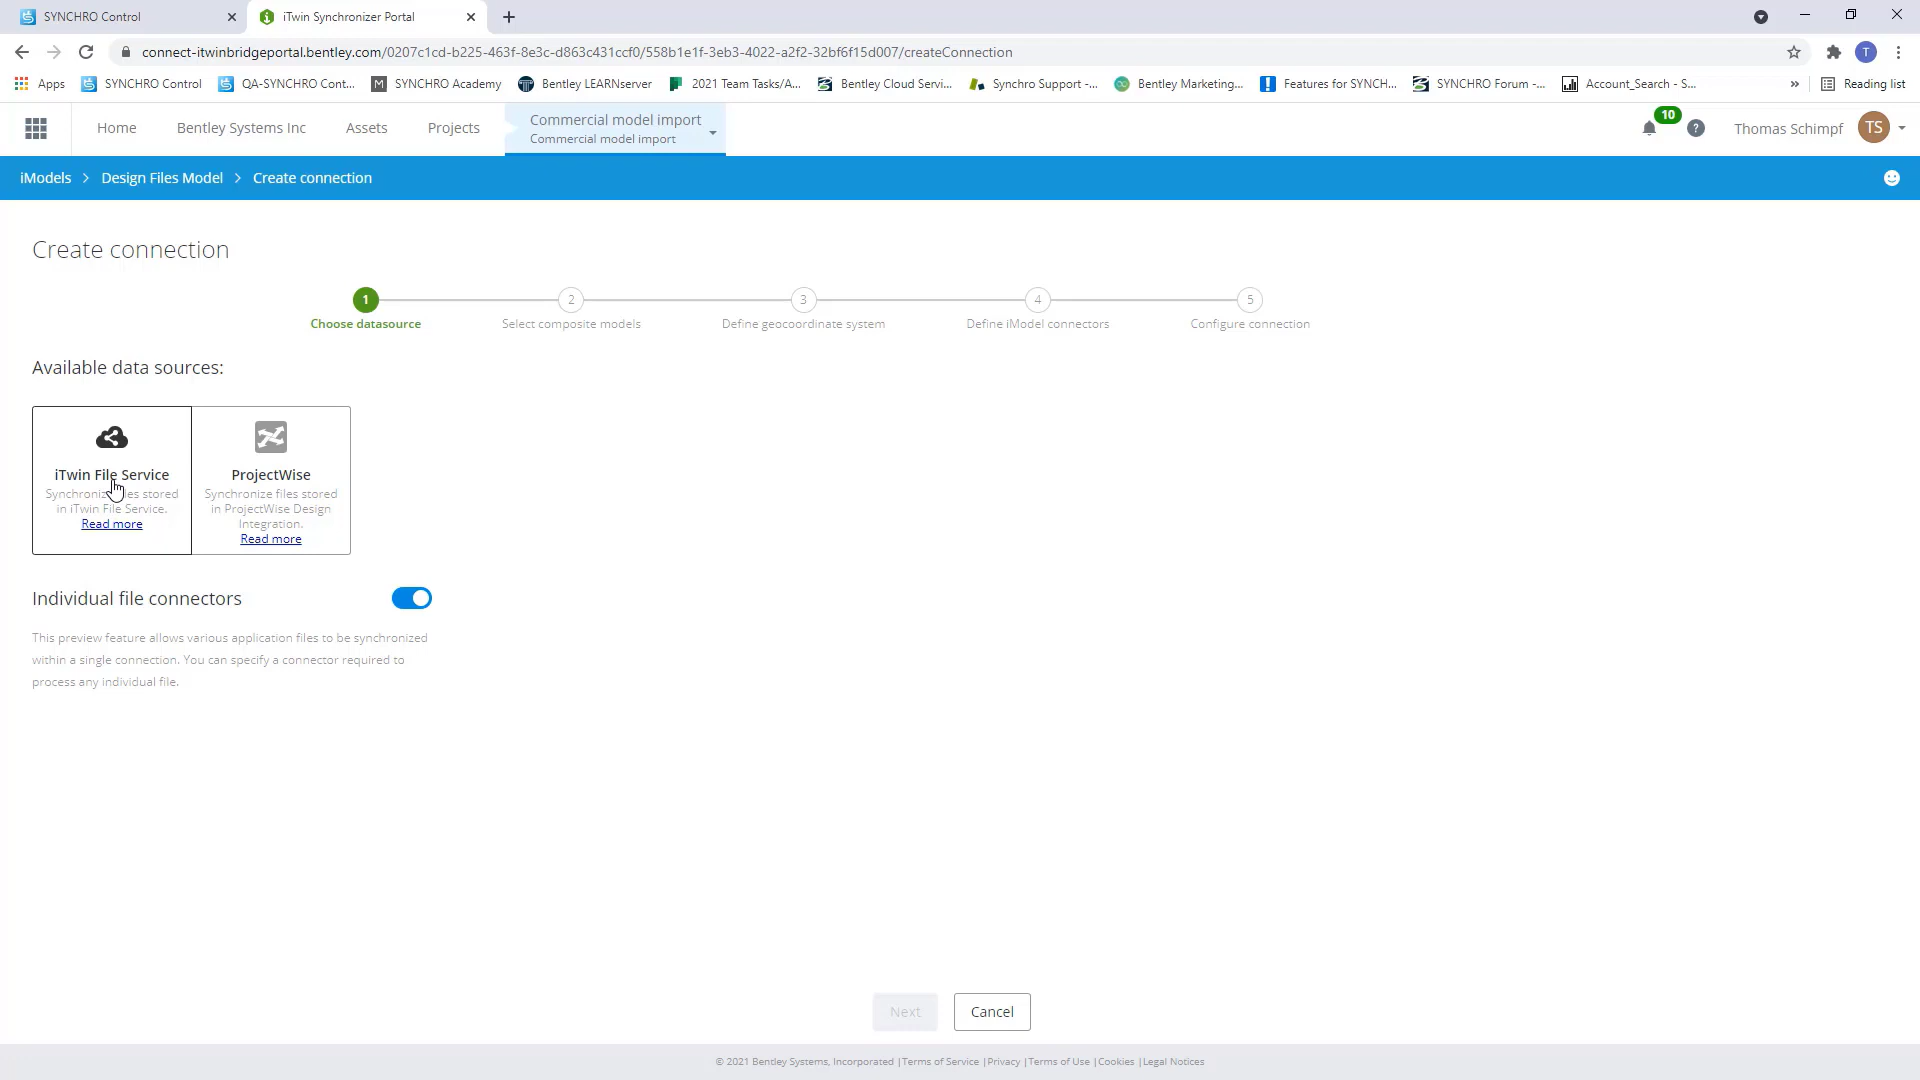 SYNCHRO Control
iTwin Synchronizer Portal
connect-itwinbridgeportal.bentley.com/0207c1cd-b225-463f-8e3c-d863c431ccf0/558b1e1f-3eb3-4022-a2f2-32bf6f15d007/createConnection
T
Apps
SYNCHRO Control
QA-SYNCHRO Cont...
M
SYNCHRO Academy
Bentley LEARNserver
2021 Team Tasks/A...
Bentley Cloud Servi...
Synchro Support -...
Bentley Marketing...
Features for SYNCH...
SYNCHRO Forum -...
Account_Search - S...
»
Reading list
Home
Bentley Systems Inc
Assets
Projects
Commercial model import
Commercial model import
10
?
Thomas Schimpf
TS
iModels > Design Files Model > Create connection
Create connection
1
2
3
4
5
Choose datasource
Select composite models
Define geocoordinate system
Define iModel connectors
Configure connection
Available data sources:
iTwin File Service
Synchronize files stored
in iTwin File Service.
Read more
ProjectWise
Synchronize files stored
in ProjectWise Design
Integration.
Read more
Individual file connectors
This preview feature allows various application files to be synchronized
within a single connection. You can specify a connector required to
process any individual file.
Next
Cancel
© 2021 Bentley Systems, Incorporated |Terms of Service |Privacy |Terms of Use |Cookies |Legal Notices